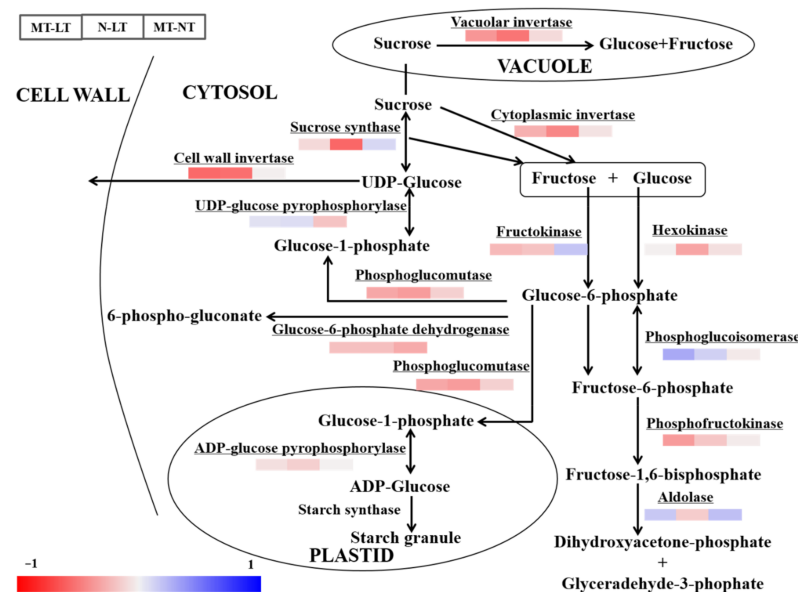 MT-LT N-LT MT-NT
Vacuolar invertase
Sucrose
Glucose+Fructose
VACUOLE
CELL WALL
CYTOSOL
Sucrose
Sucrose synthase
Cytoplasmic invertase
Cell wall invertase
UDP-Glucose
Fructose + Glucose
UDP-glucose pyrophosphorylase
Fructokinase
Hexokinase
Glucose-1-phosphate
Phosphoglucomutase
Glucose-6-phosphate
6-phospho-gluconate
Glucose-6-phosphate dehydrogenase
Phosphoglucoisomerase
Phosphoglucomutase
Fructose-6-phosphate
Glucose-1-phosphate
Phosphofructokinase
ADP-glucose pyrophosphorylase
ADP-Glucose
Fructose-1,6-bisphosphate
Aldolase
Starch synthase
Starch granule
PLASTID
Dihydroxyacetone-phosphate
+
Glyceradehyde-3-phophate
−1 1